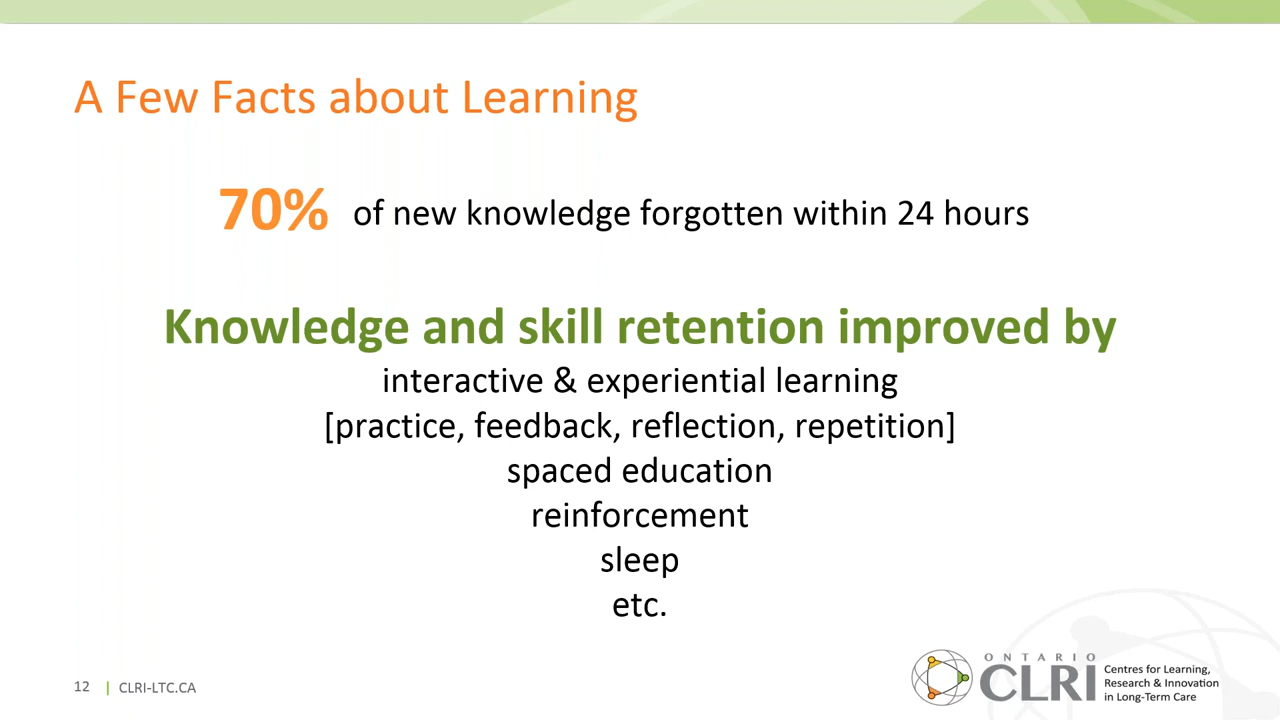 A Few Facts about Learning
70% of new knowledge forgotten within 24 hours
Knowledge and skill retention improved by
interactive & experiential learning
[practice, feedback, reflection, repetition]
spaced education
reinforcement
sleep
etc.
12 | CLRI-LTC.CA
ONTARIO
CLRI
Centres for Learning,
Research & Innovation
in Long-Term Care